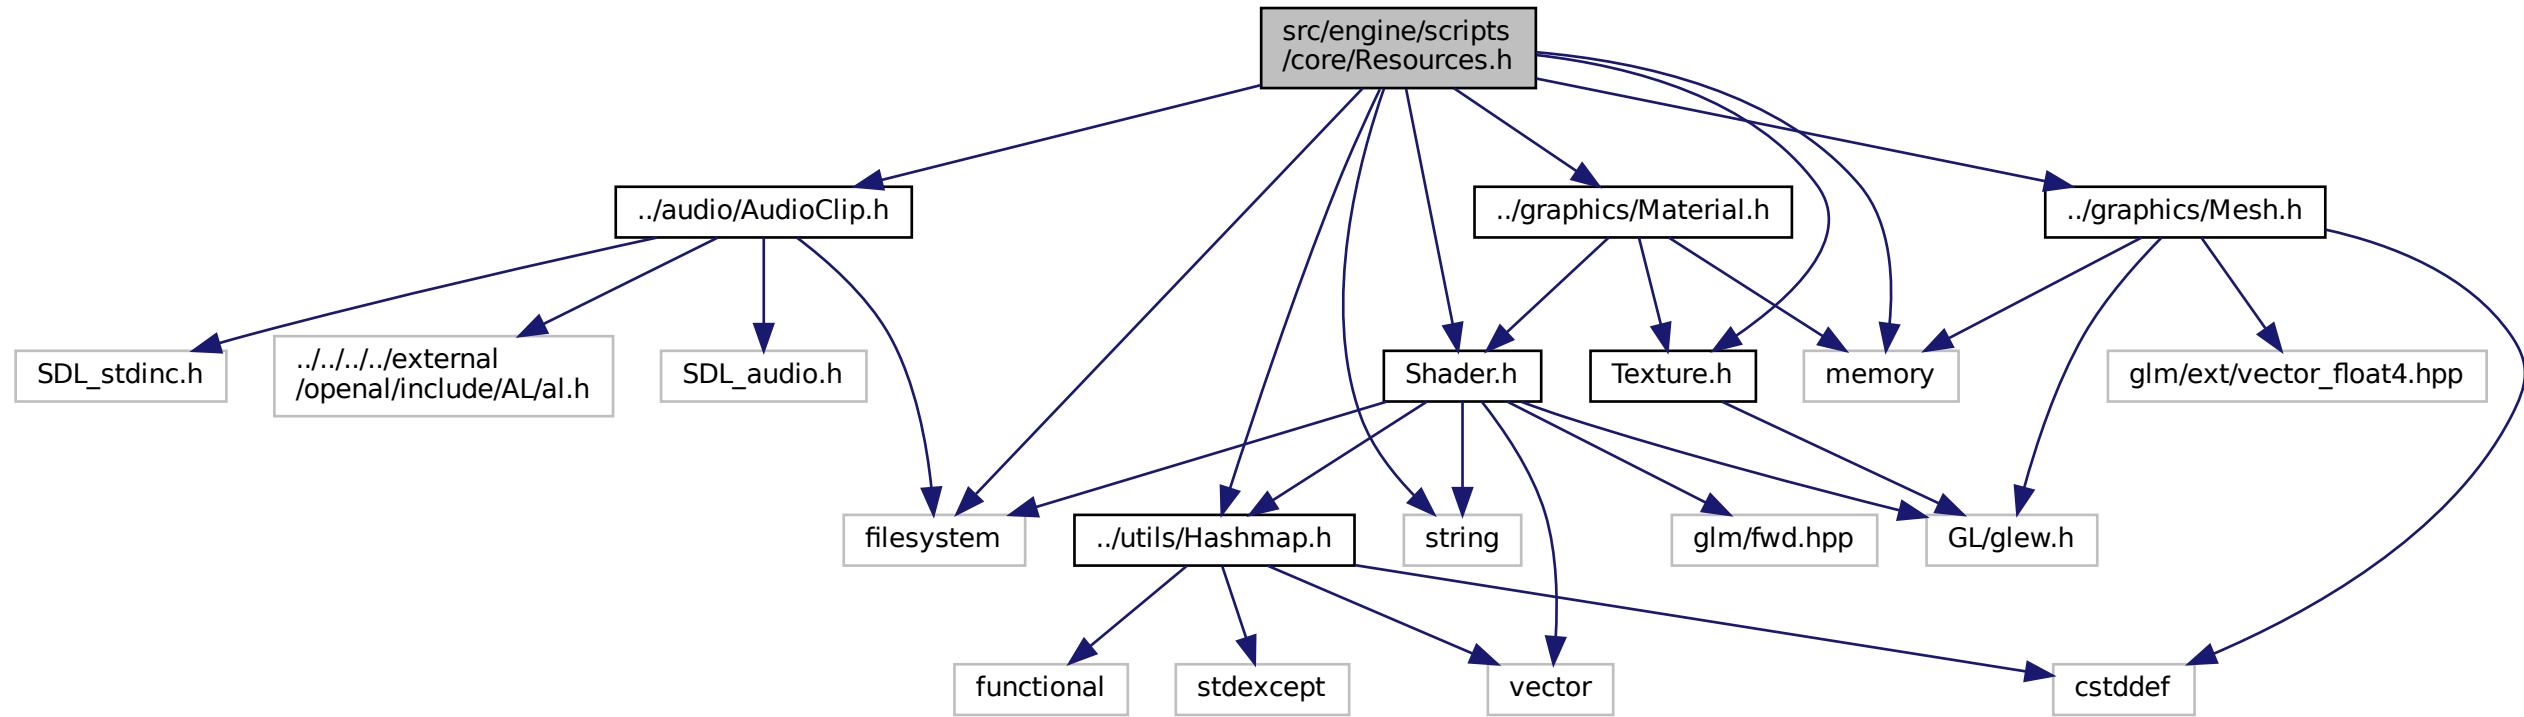 src/engine/scripts
/core/Resources.h
../audio/AudioClip.h
../graphics/Material.h
../graphics/Mesh.h
SDL_stdinc.h
../../../../external
/openal/include/AL/al.h
SDL_audio.h
Shader.h
Texture.h
memory
glm/ext/vector_float4.hpp
filesystem
../utils/Hashmap.h
string
glm/fwd.hpp
GL/glew.h
functional
stdexcept
vector
cstddef